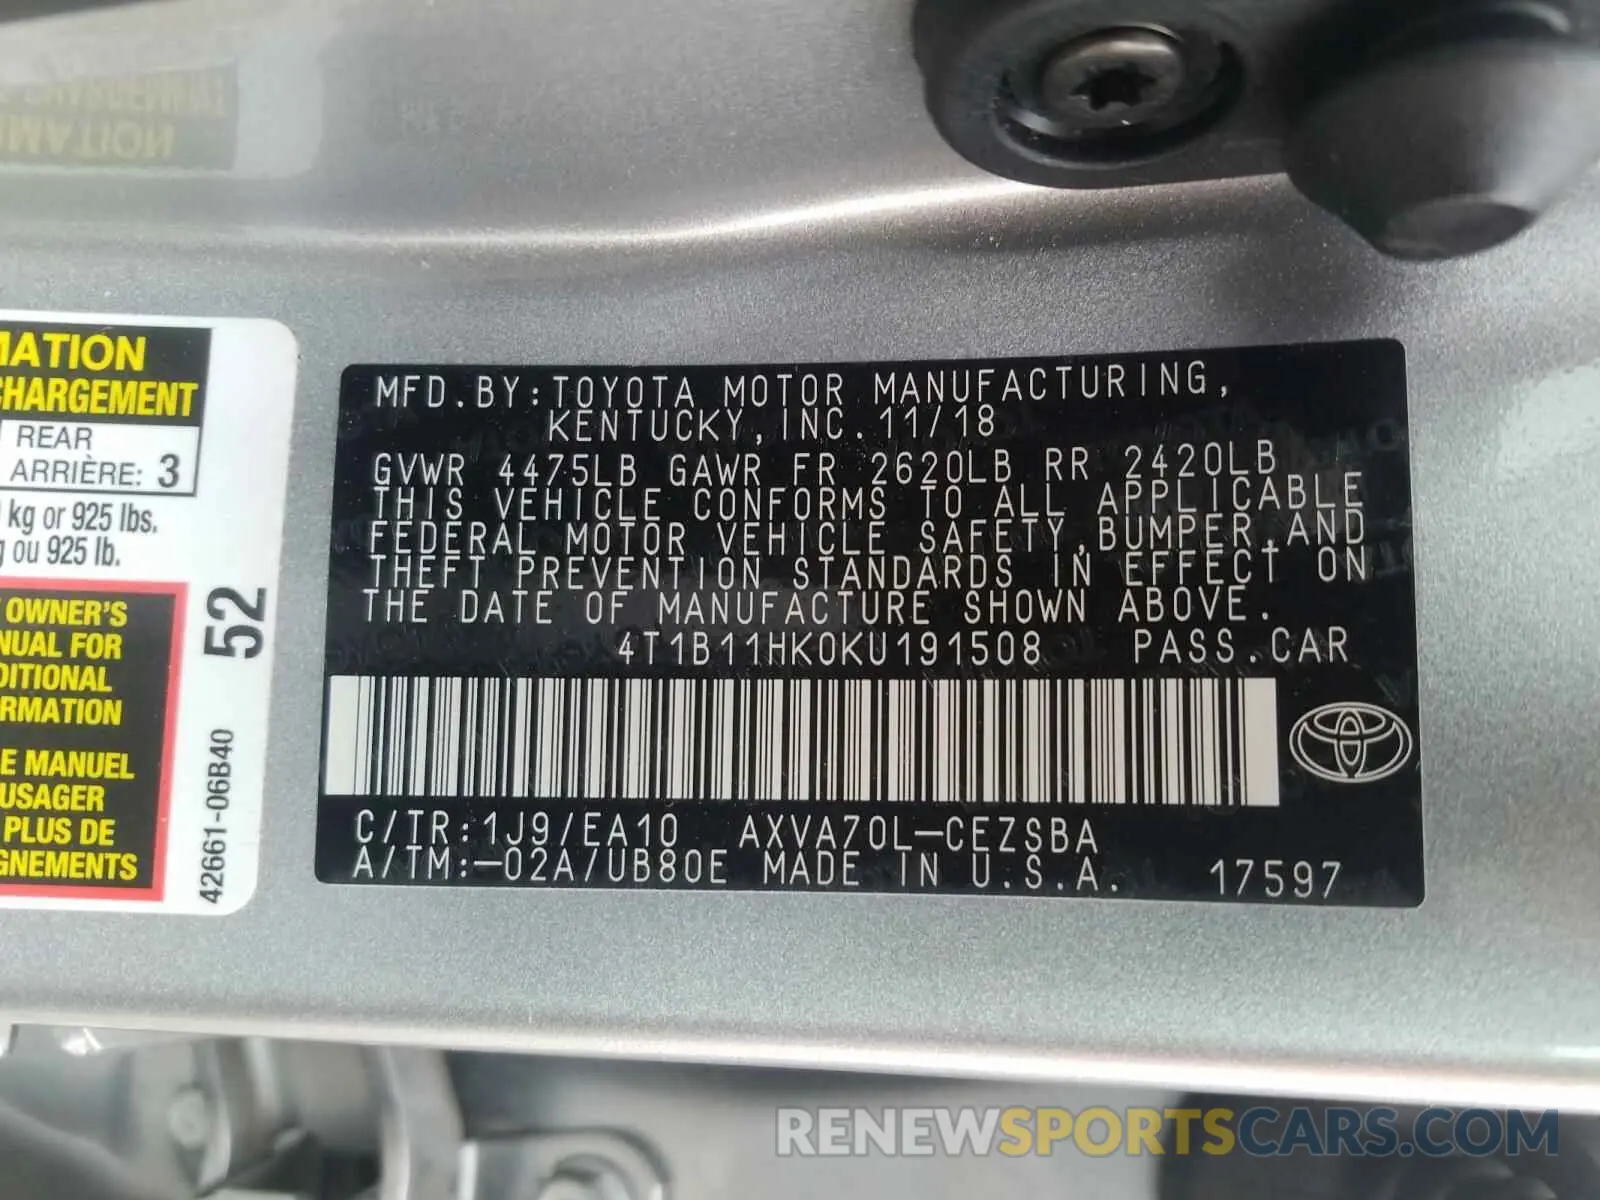 MATION
CHARGEMENT
REAR
ARRIÈRE: 3
kg or 925 lbs.
ou 925 lb.
OWNER'S
FOR
MANUEL
USAGER
PLUS DE
52
42661-06B40
MFD.BY:TOYOTA MOTOR MANUFACTURING,
KENTUCKY,INC.11/18
GVWR 4475LB GAWR FR 2620LB RR 2420LB
THIS VEHICLE CONFORMS TO ALL APPLICABLE
FEDERAL MOTOR VEHICLE SAFETY,BUMPER,AND
THEFT PREVENTION STANDARDS IN EFFECT ON
THE DATE OF MANUFACTURE SHOWN ABOVE.
4T1B11HK0KU191508 PASS.CAR
C/TR:1J9/EA10 AXVA70L-CEZSBA
A/TM:-02A/UB80E MADE IN U.S.A. 17597
RENEWSPORTSCARS.COM